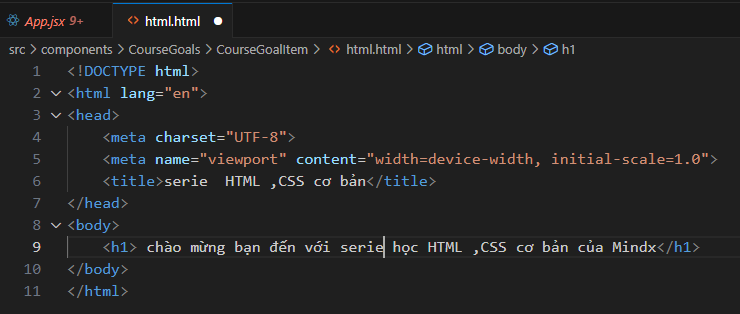 App.jsx 9+ <> html.html ●
src > components > CourseGoals > CourseGoalItem > <> html.html > html > body > h1
1 <!DOCTYPE html>
2 <html lang="en">
3 <head>
4 <meta charset="UTF-8">
5 <meta name="viewport" content="width=device-width, initial-scale=1.0">
6 <title>serie  HTML ,CSS cơ bản</title>
7 </head>
8 <body>
9 <h1> chào mừng bạn đến với serie học HTML ,CSS cơ bản của Mindx</h1>
10 </body>
11 </html>